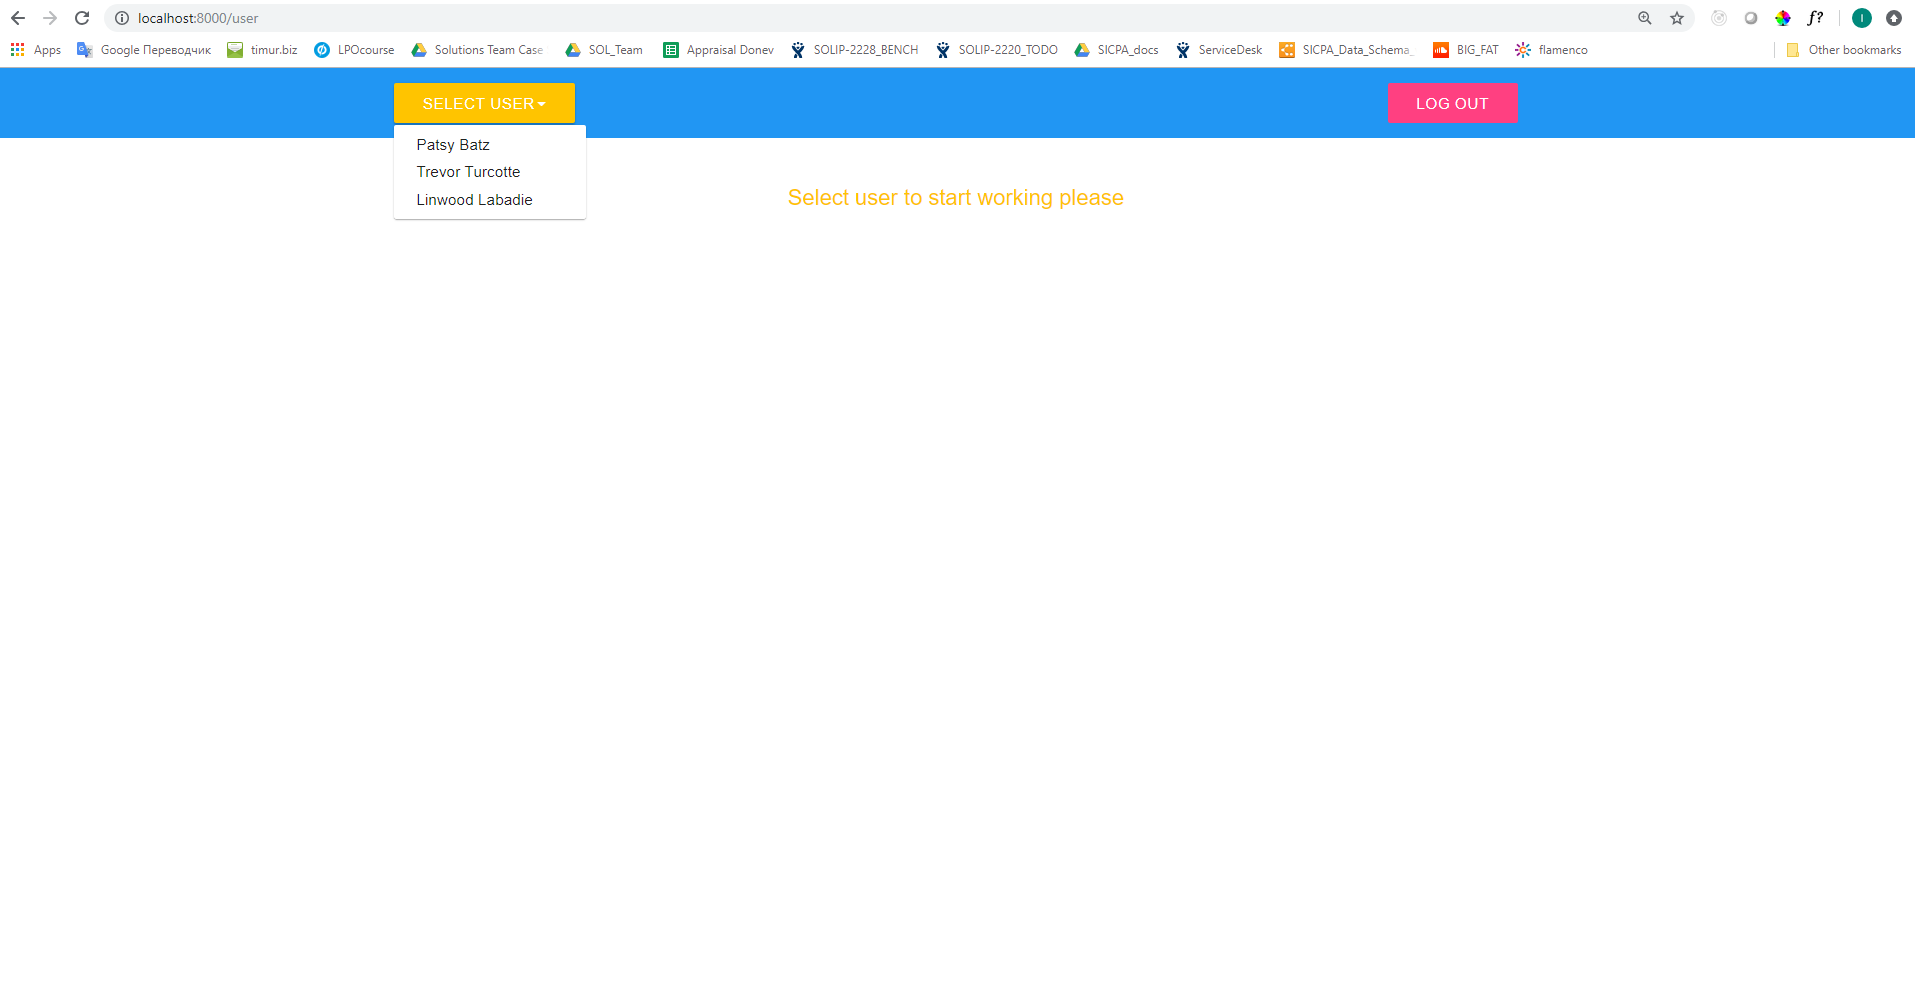 localhost:8000/user
f?
I
Apps Google Переводчик timur.biz LPOcourse Solutions Team Case SOL_Team Appraisal Donev SOLIP-2228_BENCH SOLIP-2220_TODO SICPA_docs ServiceDesk SICPA_Data_Schema_ BIG_FAT flamenco Other bookmarks
SELECT USER LOG OUT
Patsy Batz
Trevor Turcotte
Linwood Labadie
Select user to start working please